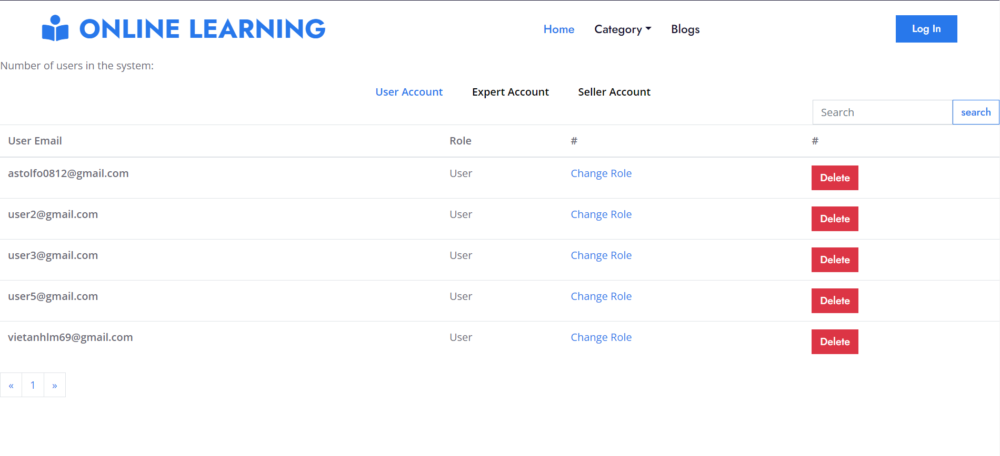 ONLINE LEARNING Home Category Blogs Log In
Number of users in the system:
User Account Expert Account Seller Account
Search search
User Email Role # #
astolfo0812@gmail.com User Change Role Delete
user2@gmail.com User Change Role Delete
user3@gmail.com User Change Role Delete
user5@gmail.com User Change Role Delete
vietanhlm69@gmail.com User Change Role Delete
« 1 »